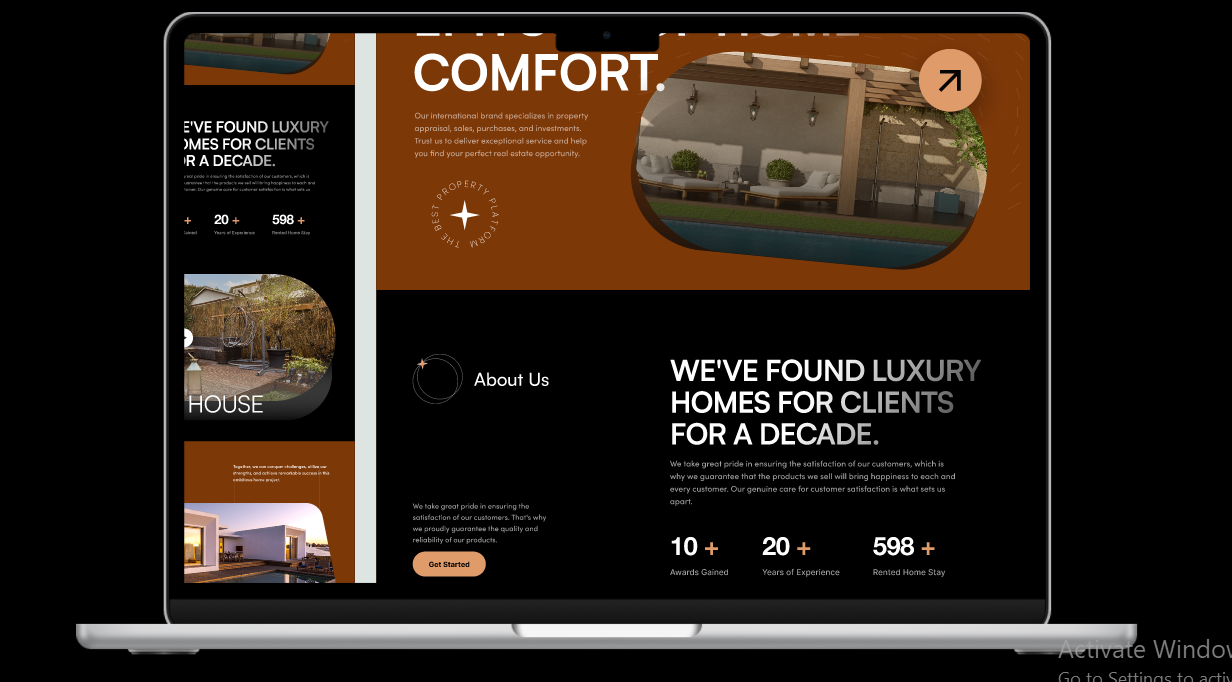 COMFORT.
Our international brand specializes in property
appraisal, sales, purchases, and investments.
Trust us to deliver exceptional service and help
you find your perfect real estate opportunity.
THE BEST PROPERTY PLATFORM
E'VE FOUND LUXURY
OMES FOR CLIENTS
OR A DECADE.
20 +
Years of Experience
598 +
Rented Home Stay
HOUSE
Together, we can conquer challenges, utilize our
strengths, and achieve remarkable success in this
ambitious home project.
About Us
We take great pride in ensuring the
satisfaction of our customers. That's why
we proudly guarantee the quality and
reliability of our products.
Get Started
WE'VE FOUND LUXURY
HOMES FOR CLIENTS
FOR A DECADE.
We take great pride in ensuring the satisfaction of our customers, which is
why we guarantee that the products we sell will bring happiness to each and
every customer. Our genuine care for customer satisfaction is what sets us
apart.
10 +
Awards Gained
20 +
Years of Experience
598 +
Rented Home Stay
Activate Window
Go to Settings to acti